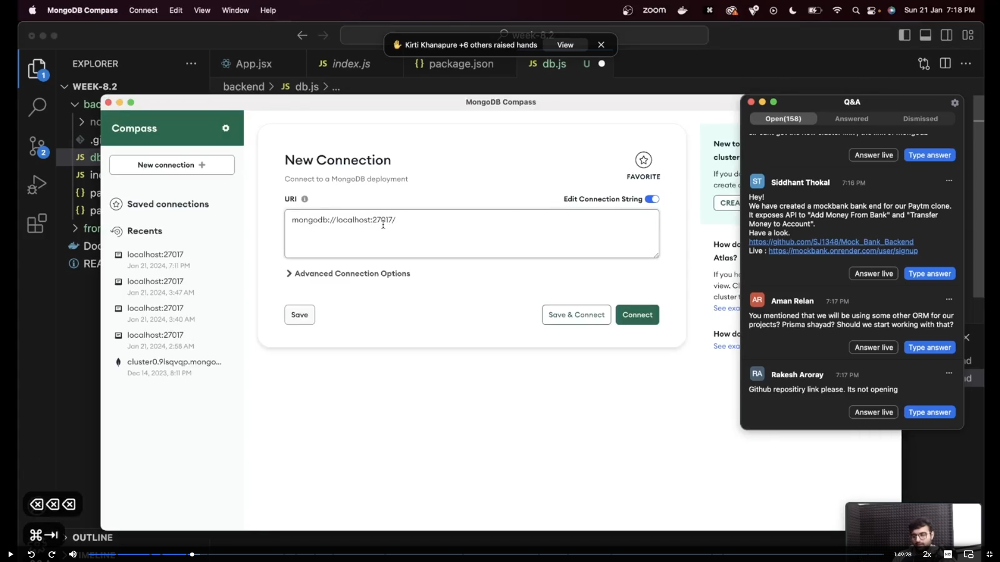 MongoDB Compass Connect Edit View Window Help
zoom
Sun 21 Jan 7:18 PM
week-8.2
Kirti Khanapure +6 others raised hands View
EXPLORER
App.jsx
JS index.js
{} package.json
JS db.js U
1
WEEK-8.2
backend > JS db.js > ...
2
JS
JS
{}
{}
OUTLINE
TIMELINE
MongoDB Compass
Compass
New connection +
Saved connections
Recents
localhost:27017
Jan 21, 2024, 7:11 PM
localhost:27017
Jan 21, 2024, 3:47 AM
localhost:27017
Jan 21, 2024, 3:40 AM
localhost:27017
Jan 21, 2024, 2:58 AM
cluster0.9lsqvqp.mongo...
Dec 14, 2023, 8:11 PM
New Connection
Connect to a MongoDB deployment
FAVORITE
URI
Edit Connection String
mongodb://localhost:27017/
Advanced Connection Options
Save
Save & Connect
Connect
New to
cluster
If you
create
CREA
How do
Atlas?
If you h
view. Cl
cluster t
See exa
How do
See exa
Q&A
Open(158) Answered Dismissed
Answer live Type answer
ST Siddhant Thokal 7:16 PM
Hey!
We have created a mockbank bank end for our Paytm clone.
It exposes API to "Add Money From Bank" and "Transfer
Money to Account".
Have a look.
https://github.com/SJ1348/Mock_Bank_Backend
Live : https://mockbank.onrender.com/user/signup
Answer live Type answer
AR Aman Relan 7:17 PM
You mentioned that we will be using some other ORM for our
projects? Prisma shayad? Should we start working with that?
Answer live Type answer
RA Rakesh Aroray 7:17 PM
Github repositiry link please. Its not opening
Answer live Type answer
-1:49:28 2x HD